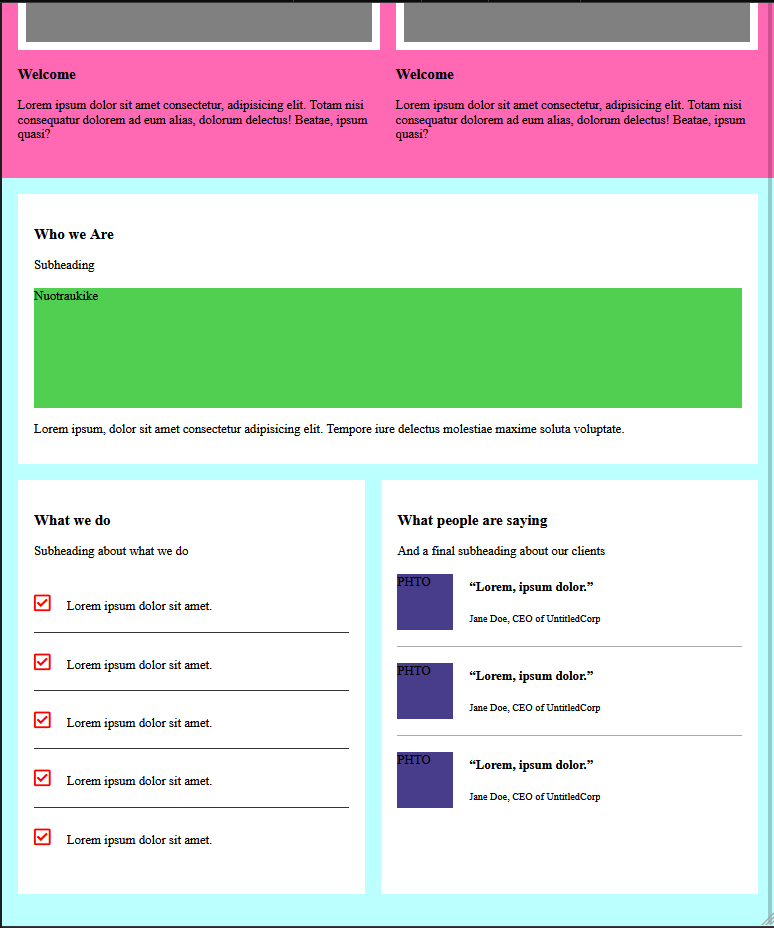 Welcome
Lorem ipsum dolor sit amet consectetur, adipisicing elit. Totam nisi
consequatur dolorem ad eum alias, dolorum delectus! Beatae, ipsum
quasi?
Welcome
Lorem ipsum dolor sit amet consectetur, adipisicing elit. Totam nisi
consequatur dolorem ad eum alias, dolorum delectus! Beatae, ipsum
quasi?
Who we Are
Subheading
Nuotraukike
Lorem ipsum, dolor sit amet consectetur adipisicing elit. Tempore iure delectus molestiae maxime soluta voluptate.
What we do
Subheading about what we do
Lorem ipsum dolor sit amet.
Lorem ipsum dolor sit amet.
Lorem ipsum dolor sit amet.
Lorem ipsum dolor sit amet.
Lorem ipsum dolor sit amet.
What people are saying
And a final subheading about our clients
PHTO
“Lorem, ipsum dolor.”
Jane Doe, CEO of UntitledCorp
PHTO
“Lorem, ipsum dolor.”
Jane Doe, CEO of UntitledCorp
PHTO
“Lorem, ipsum dolor.”
Jane Doe, CEO of UntitledCorp